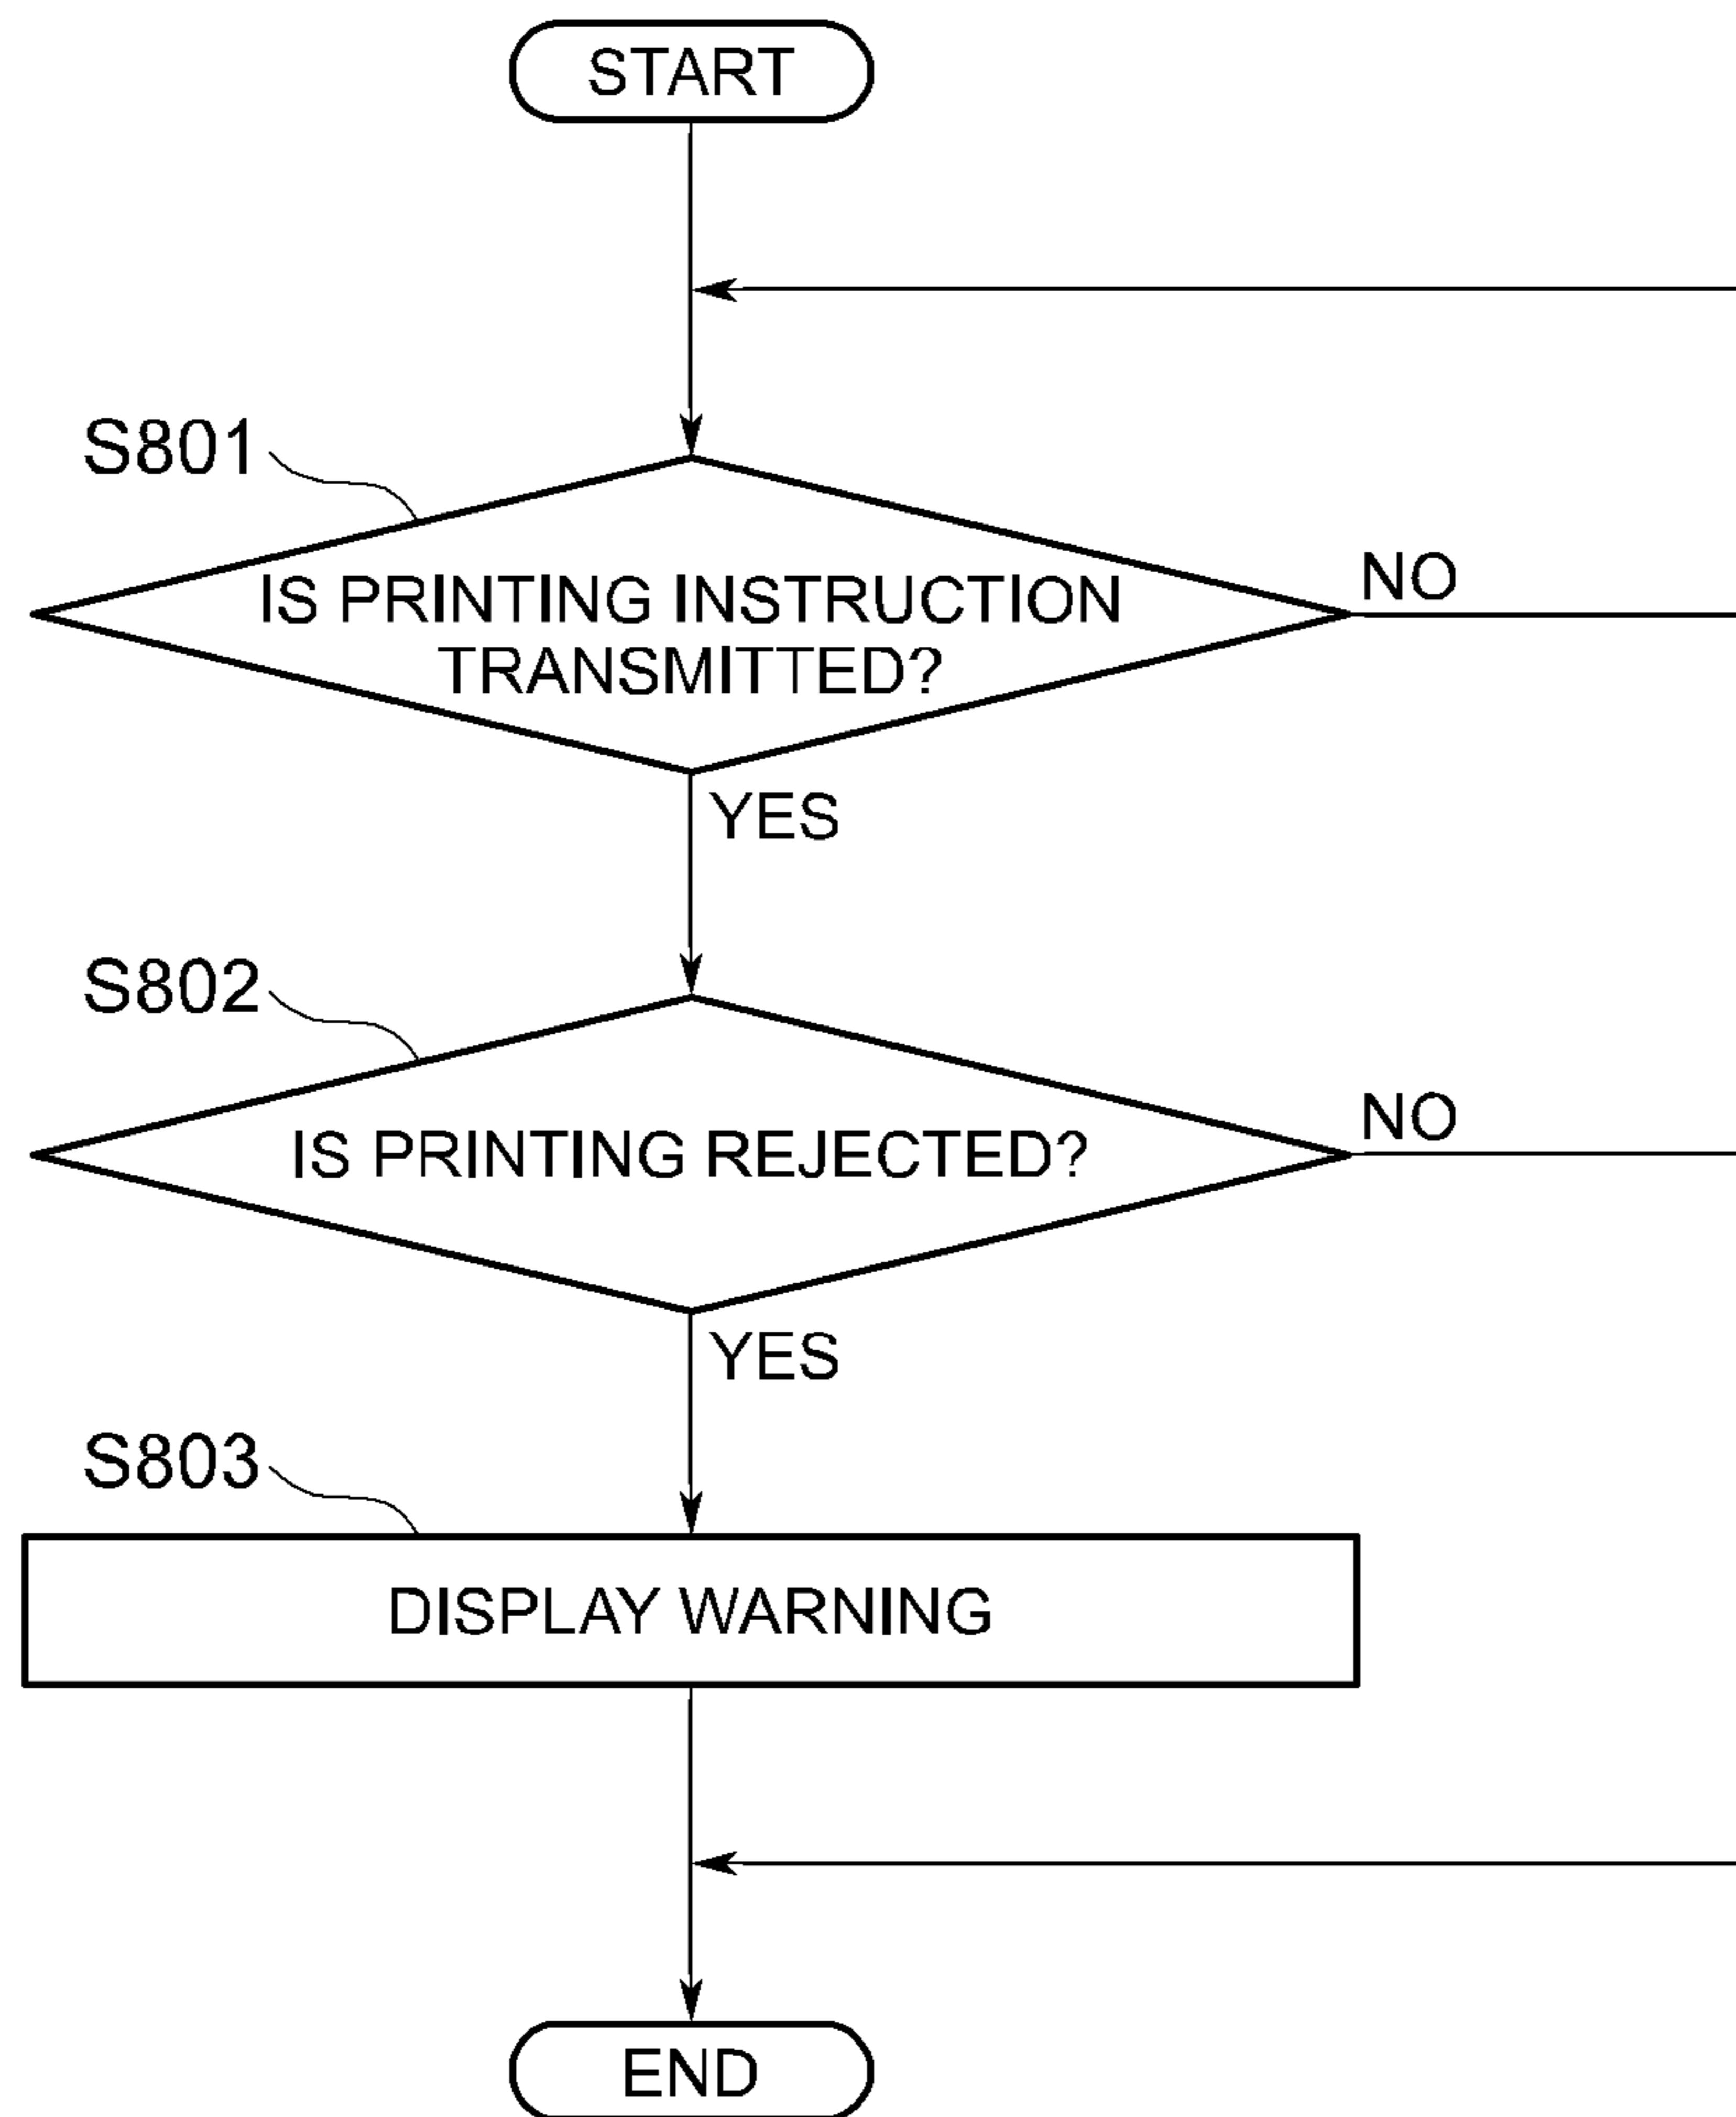 START
S801
IS PRINTING INSTRUCTION
TRANSMITTED?
NO
YES
S802
IS PRINTING REJECTED?
NO
YES
S803
DISPLAY WARNING
END